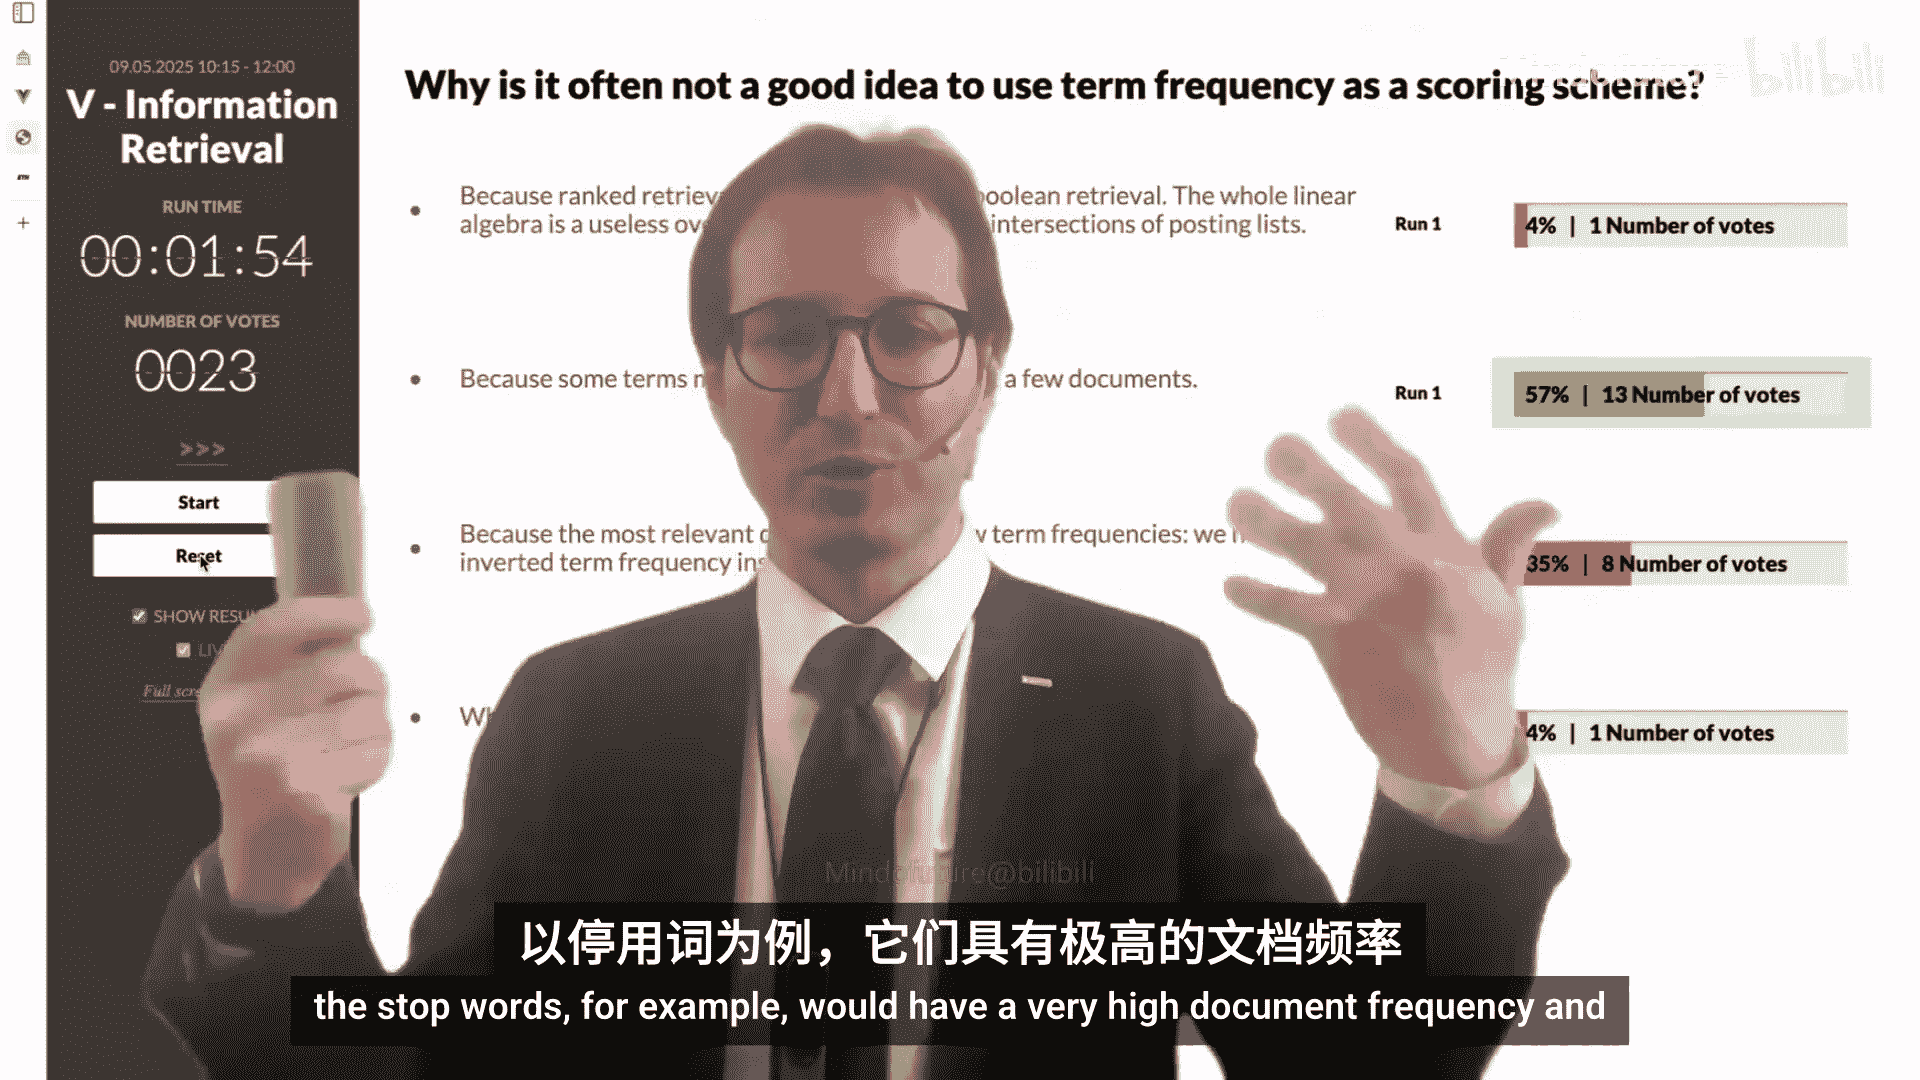 09.05.2025 10:15 - 12:00
V - Information
Retrieval
RUN TIME
00:01:54
NUMBER OF VOTES
0023
>>>
Start
Reset
SHOW
Full
Why is it often not a good idea to use term frequency as a scoring scheme?
Because ranked boolean retrieval. The whole linear
algebra is a useless intersections of posting lists.
Run 1
4% | 1 Number of votes
Because some terms a few documents.
Run 1
57% | 13 Number of votes
Because the most relevant term frequencies: we
inverted term frequency
35% | 8 Number of votes
4% | 1 Number of votes
bilibili
Mindofuture@bilibili
以停用词为例，它们具有极高的文档频率
the stop words, for example, would have a very high document frequency and